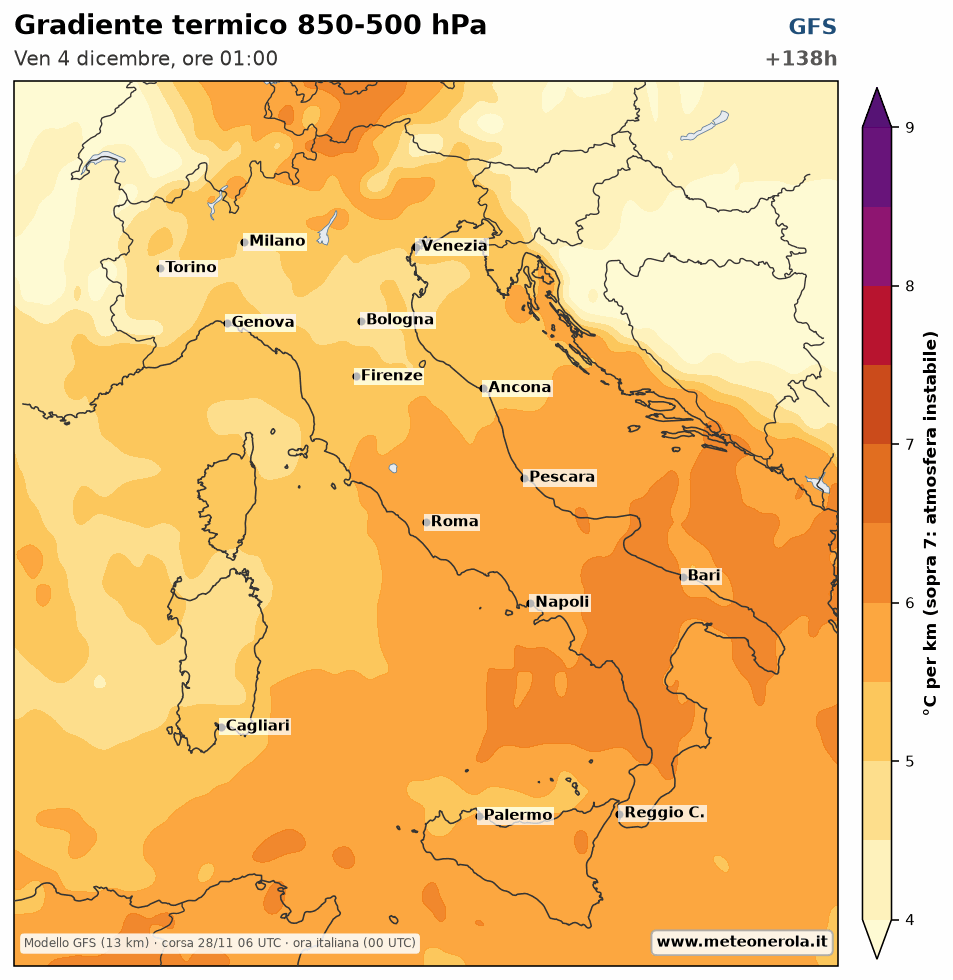 Gradiente termico 850-500 hPa
GFS
Ven 4 dicembre, ore 01:00
+138h
Milano
Venezia
Torino
Genova
Bologna
Firenze
Ancona
Pescara
Roma
Bari
Napoli
Cagliari
Palermo
Reggio C.
9
8
7
6
5
4
°C per km (sopra 7: atmosfera instabile)
Modello GFS (13 km) · corsa 28/11 06 UTC · ora italiana (00 UTC)
www.meteonerola.it